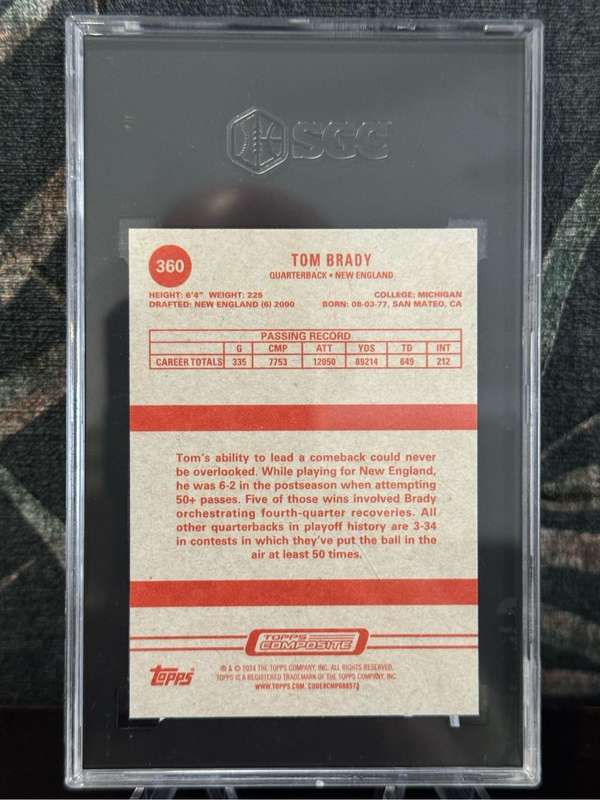 SGC
360
TOM BRADY
QUARTERBACK • NEW ENGLAND
HEIGHT: 6'4" WEIGHT: 225 COLLEGE: MICHIGAN
DRAFTED: NEW ENGLAND (6) 2000 BORN: 08-03-77, SAN MATEO, CA
PASSING RECORD
G CMP ATT YDS TD INT
CAREER TOTALS 335 7753 12050 89214 649 212
Tom's ability to lead a comeback could never
be overlooked. While playing for New England,
he was 6-2 in the postseason when attempting
50+ passes. Five of those wins involved Brady
orchestrating fourth-quarter recoveries. All
other quarterbacks in playoff history are 3-34
in contests in which they've put the ball in the
air at least 50 times.
TOPPS
COMPOSITE
topps
® & © 2024 THE TOPPS COMPANY, INC. ALL RIGHTS RESERVED.
TOPPS IS A REGISTERED TRADEMARK OF THE TOPPS COMPANY, INC.
WWW.TOPPS.COM.